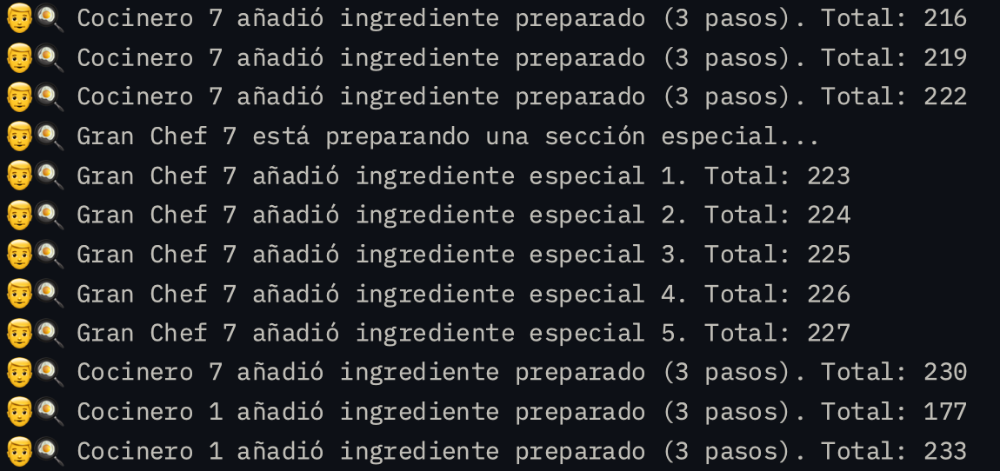 👨🍳 Cocinero 7 añadió ingrediente preparado (3 pasos). Total: 216
👨🍳 Cocinero 7 añadió ingrediente preparado (3 pasos). Total: 219
👨🍳 Cocinero 7 añadió ingrediente preparado (3 pasos). Total: 222
👨🍳 Gran Chef 7 está preparando una sección especial...
👨🍳 Gran Chef 7 añadió ingrediente especial 1. Total: 223
👨🍳 Gran Chef 7 añadió ingrediente especial 2. Total: 224
👨🍳 Gran Chef 7 añadió ingrediente especial 3. Total: 225
👨🍳 Gran Chef 7 añadió ingrediente especial 4. Total: 226
👨🍳 Gran Chef 7 añadió ingrediente especial 5. Total: 227
👨🍳 Cocinero 7 añadió ingrediente preparado (3 pasos). Total: 230
👨🍳 Cocinero 1 añadió ingrediente preparado (3 pasos). Total: 177
👨🍳 Cocinero 1 añadió ingrediente preparado (3 pasos). Total: 233